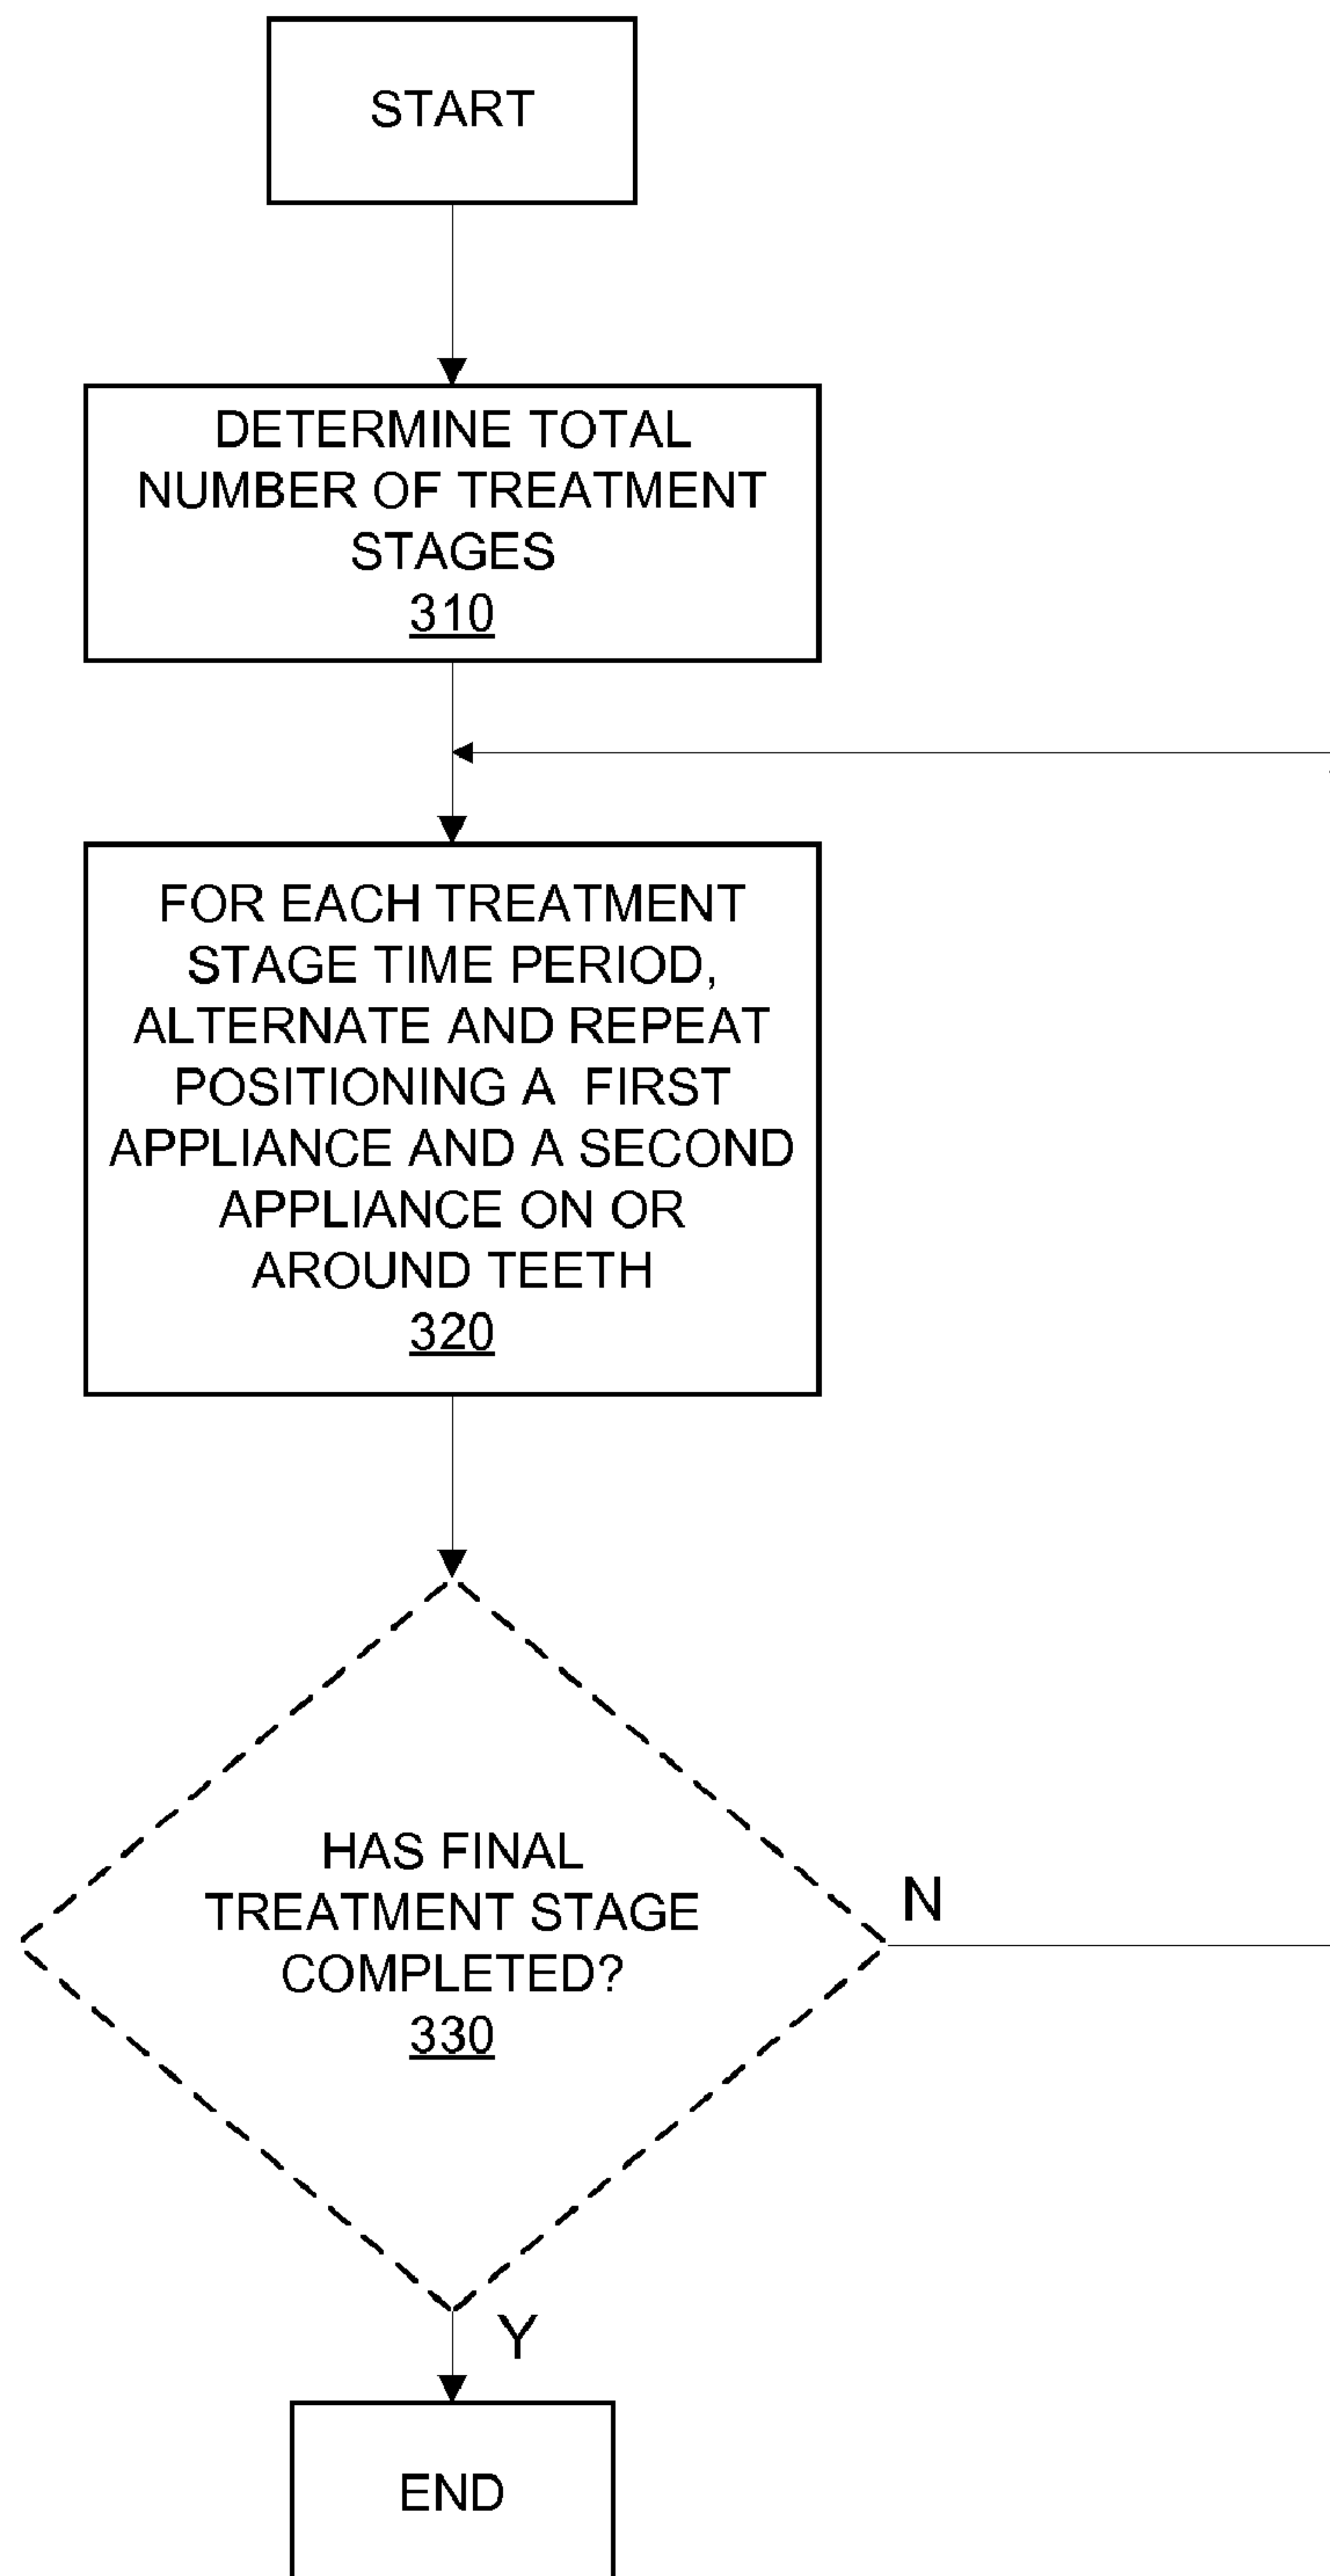 START
DETERMINE TOTAL
NUMBER OF TREATMENT
STAGES
310
FOR EACH TREATMENT
STAGE TIME PERIOD,
ALTERNATE AND REPEAT
POSITIONING A FIRST
APPLIANCE AND A SECOND
APPLIANCE ON OR
AROUND TEETH
320
HAS FINAL
TREATMENT STAGE
COMPLETED?
330
N
Y
END